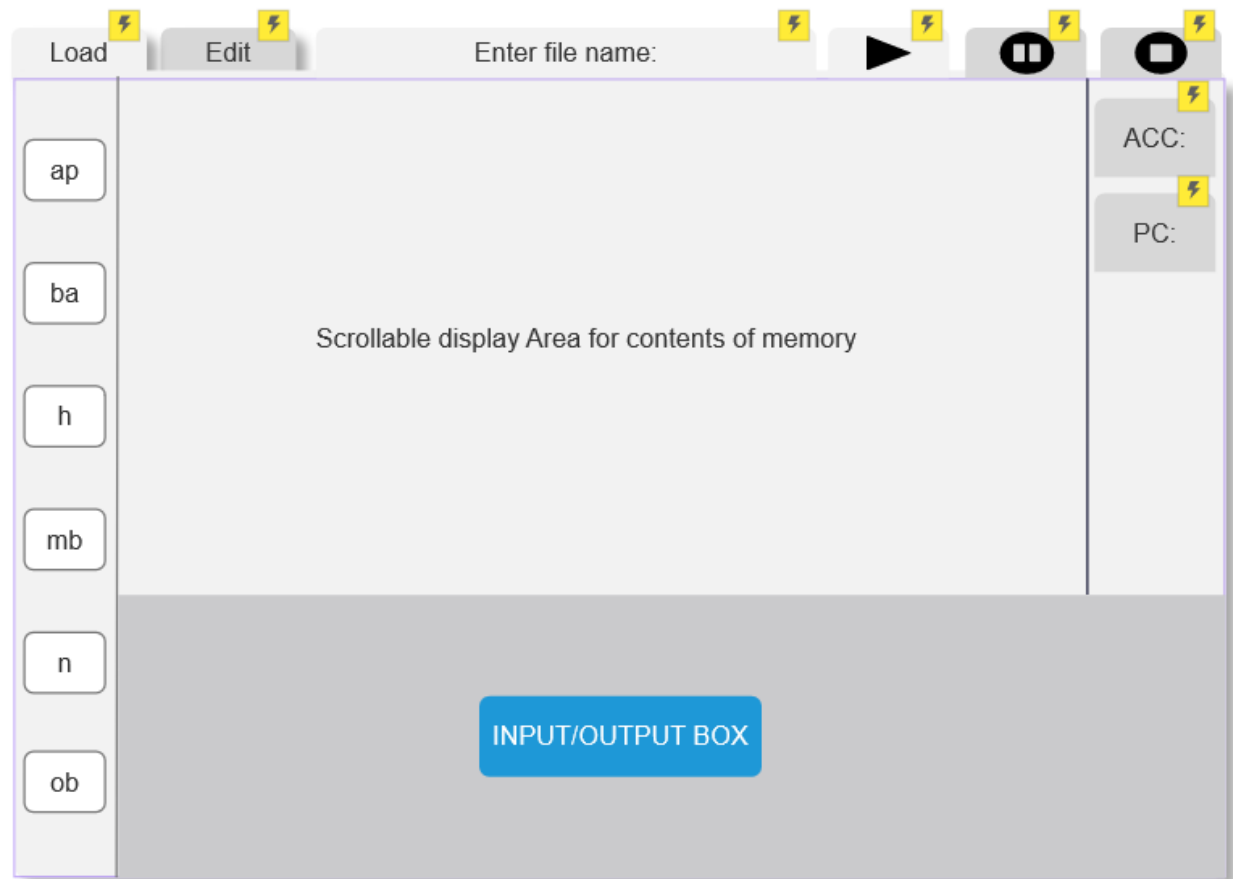 Load
Edit
Enter file name:
ACC:
PC:
ap
ba
h
mb
n
ob
Scrollable display Area for contents of memory
INPUT/OUTPUT BOX